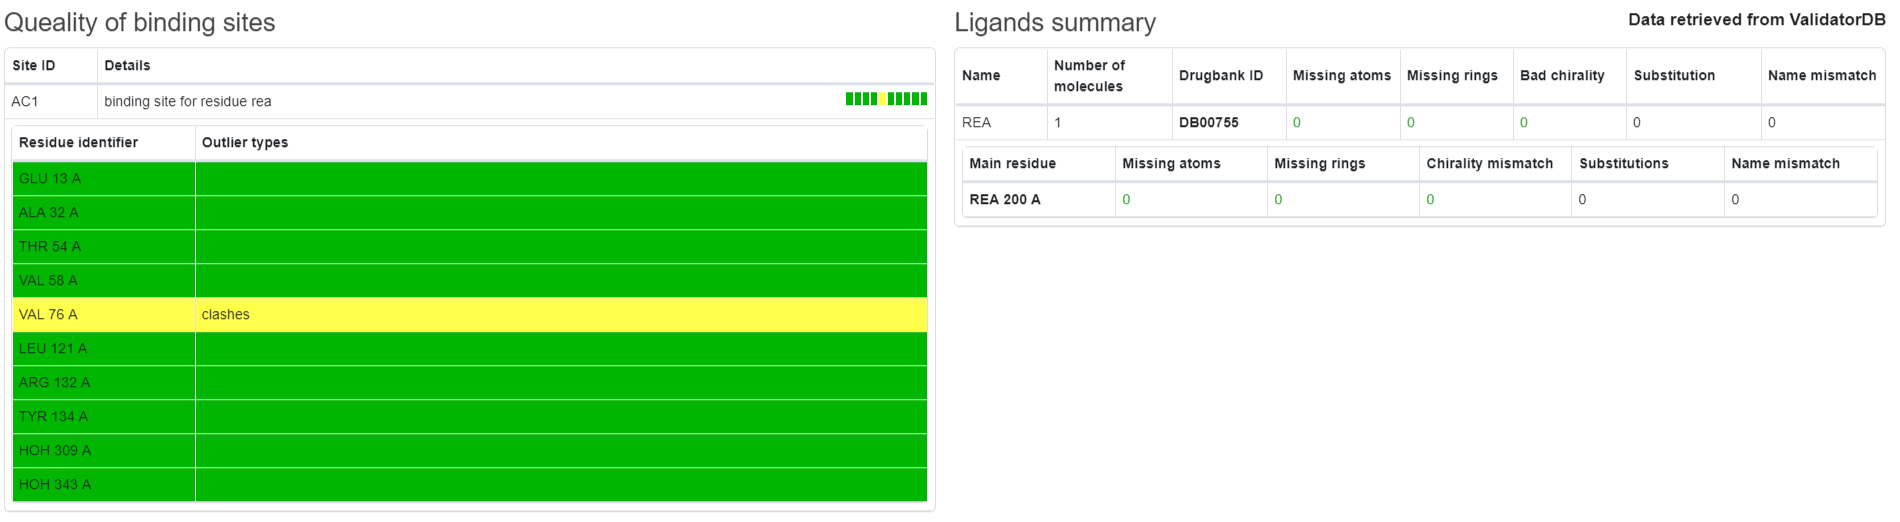 Queality of binding sites
Site ID Details
AC1 binding site for residue rea
Residue identifier Outlier types
GLU 13 A
ALA 32 A
THR 54 A
VAL 58 A
VAL 76 A clashes
LEU 121 A
ARG 132 A
TYR 134 A
HOH 309 A
HOH 343 A
Ligands summary Data retrieved from ValidatorDB
Name Number of molecules Drugbank ID Missing atoms Missing rings Bad chirality Substitution Name mismatch
REA 1 DB00755 0 0 0 0 0
Main residue Missing atoms Missing rings Chirality mismatch Substitutions Name mismatch
REA 200 A 0 0 0 0 0